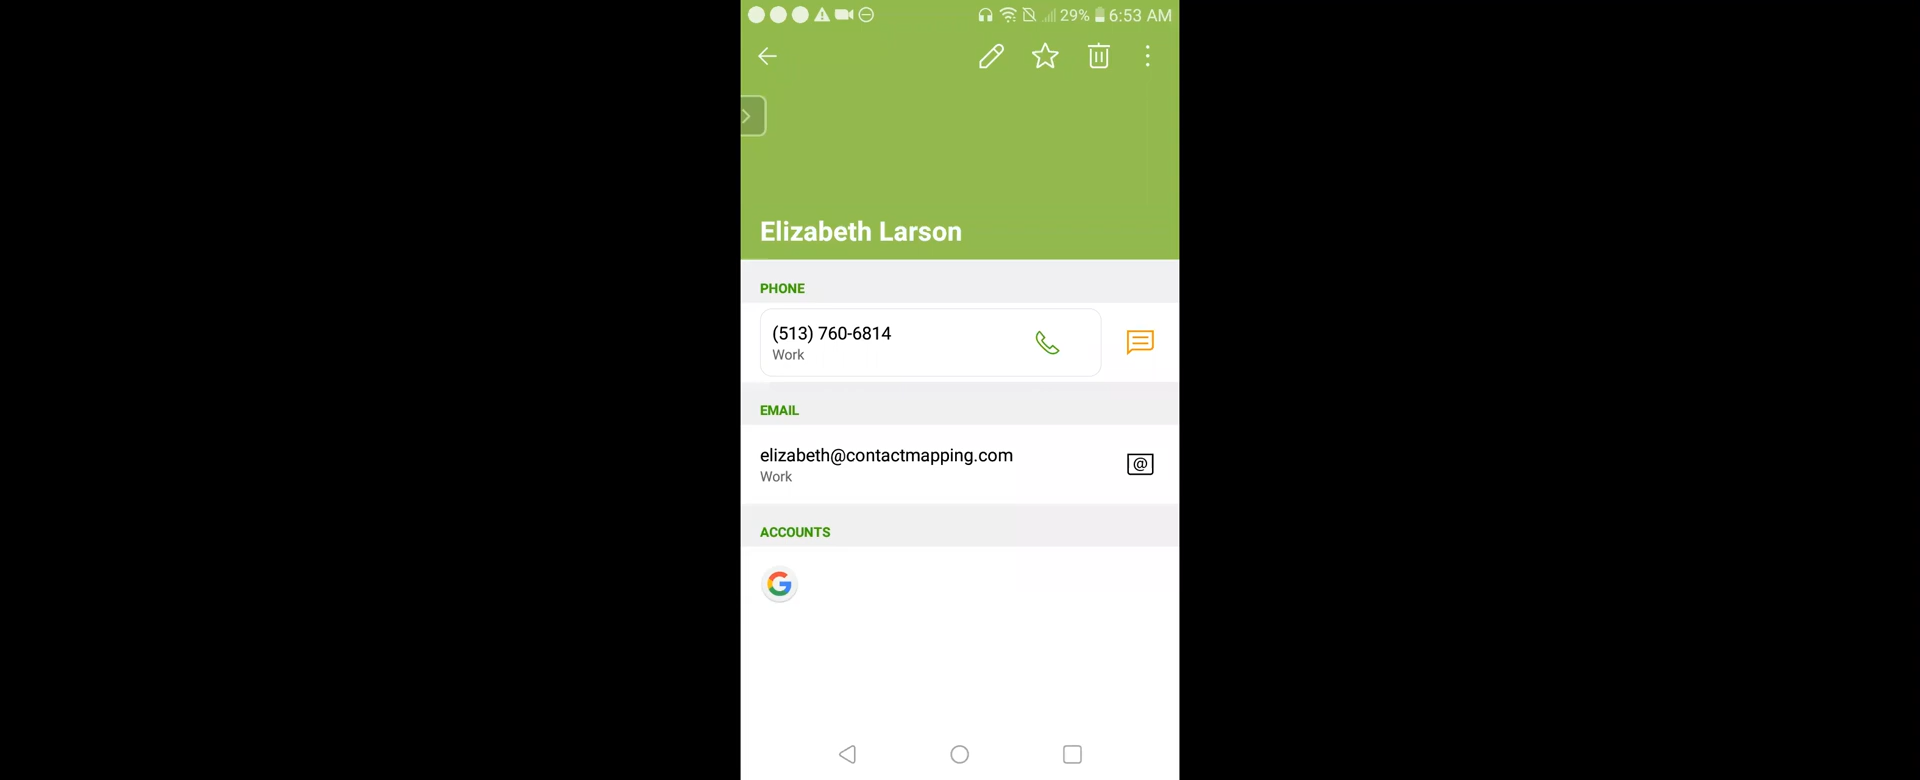 29% 6:53 AM
Elizabeth Larson
PHONE
(513) 760-6814
Work
EMAIL
elizabeth@contactmapping.com
Work
@
ACCOUNTS
G